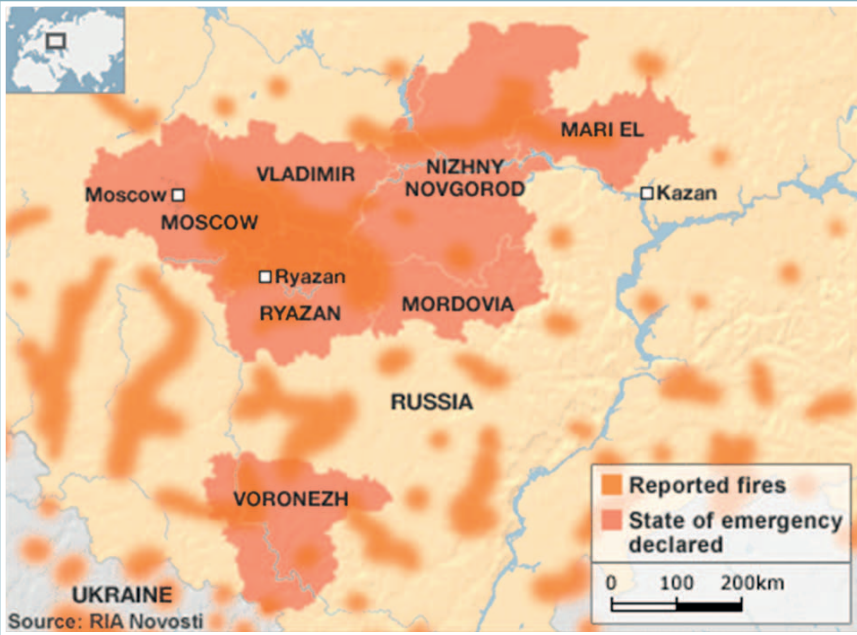 MARI EL
VLADIMIR
NIZHNY
NOVGOROD
Moscow
Kazan
MOSCOW
Ryazan
RYAZAN
MORDOVIA
RUSSIA
VORONEZH
Reported fires
State of emergency
declared
0 100 200km
UKRAINE
Source: RIA Novosti